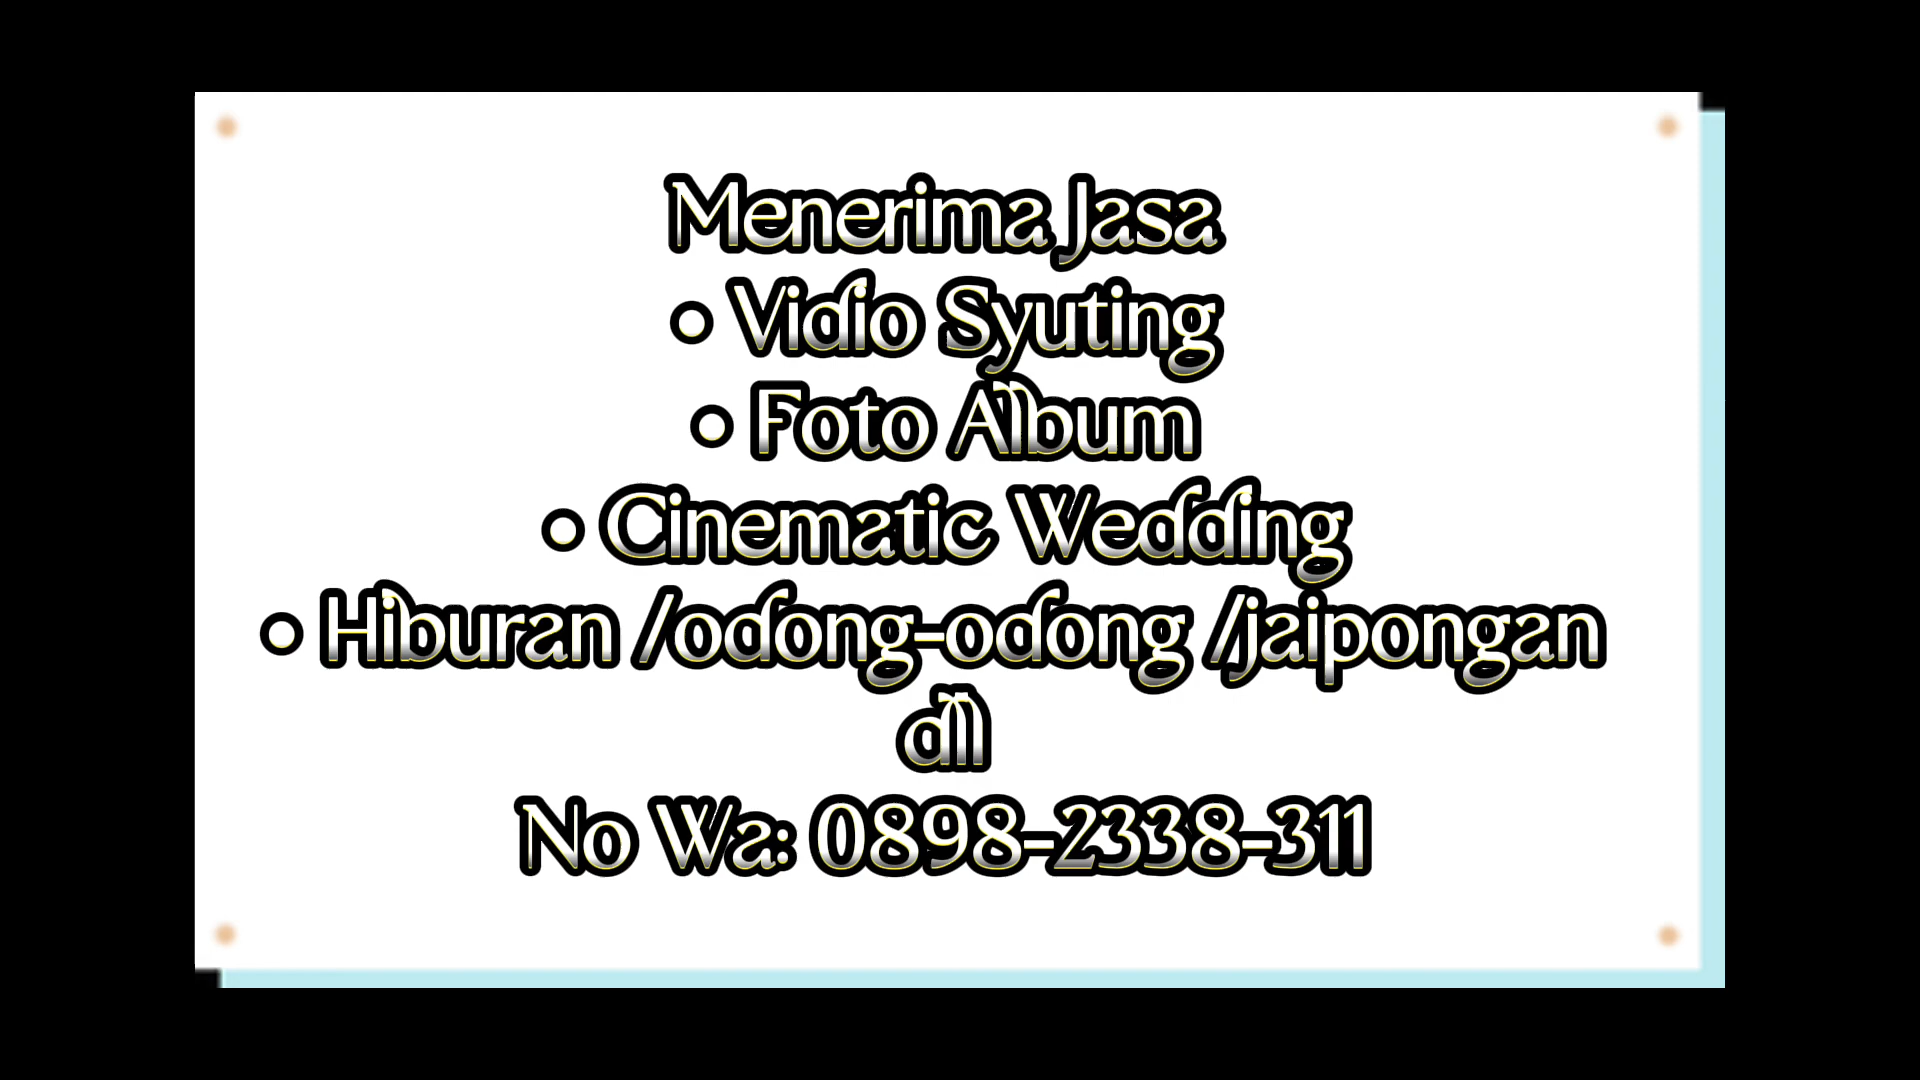 Menerima Jasa
• Vidio Syuting
• Foto Album
• Cinematic Wedding
• Hiburan /odong-odong /jaipongan
dll
No Wa: 0898-2338-311